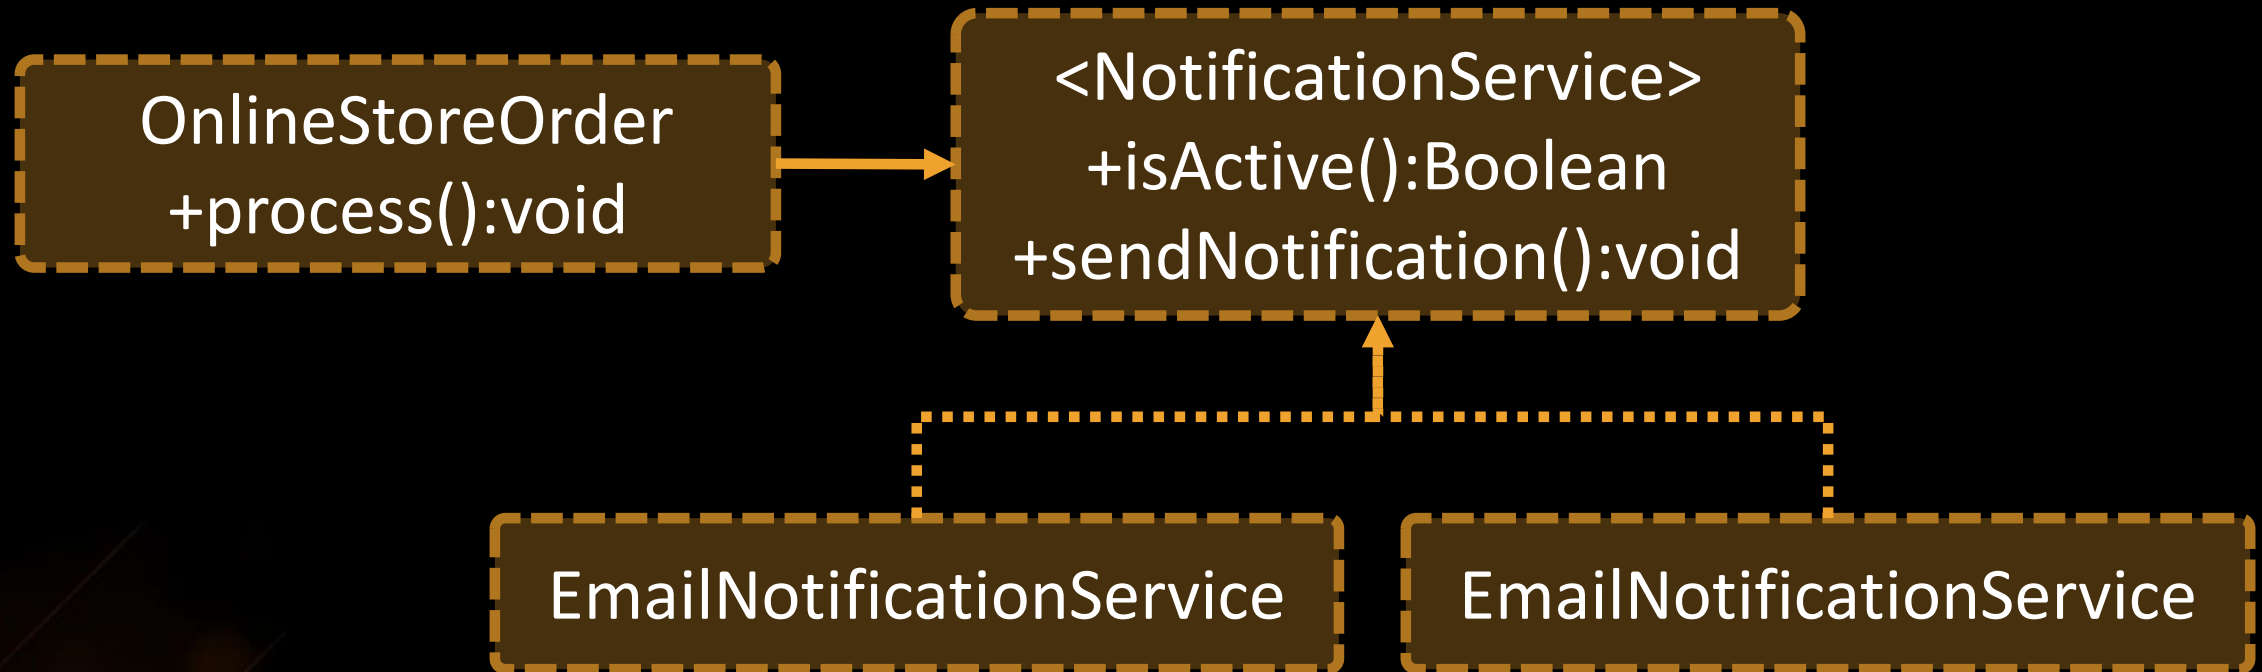 OnlineStoreOrder
+process():void
<NotificationService>
+isActive():Boolean
+sendNotification():void
EmailNotificationService
EmailNotificationService